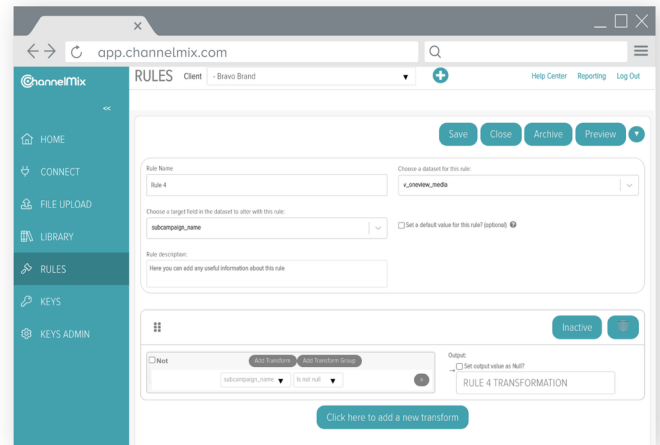 app.channelmix.com
ChannelMix
RULES Client - Bravo Brand
Help Center Reporting Log Out
<<
HOME
CONNECT
FILE UPLOAD
LIBRARY
RULES
KEYS
KEYS ADMIN
Save Close Archive Preview
Rule Name
Rule 4
Choose a dataset for this rule:
v_oneview_media
Choose a target field in the dataset to alter with this rule:
subcampaign_name
Set a default value for this rule? (optional) ?
Rule description:
Here you can add any useful information about this rule
Inactive
Not
Add Transform Add Transform Group
subcampaign_name Is not null
Output:
Set output value as Null?
RULE 4 TRANSFORMATION
Click here to add a new transform